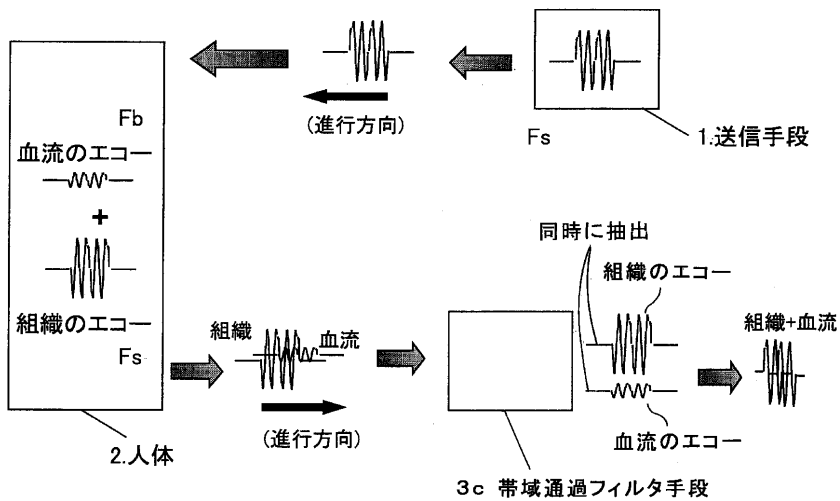 (進行方向)
Fs
1.送信手段
Fb
血流のエコー
+
組織のエコー
Fs
2.人体
組織
血流
(進行方向)
同時に抽出
組織のエコー
血流のエコー
組織+血流
3c 帯域通過フィルタ手段